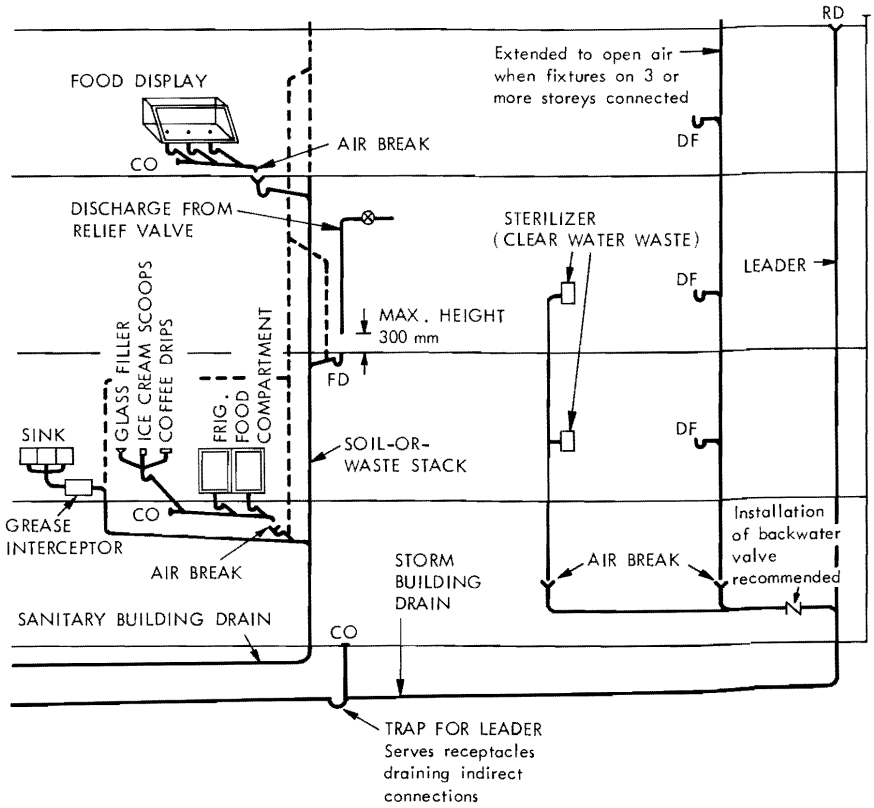 RD
Extended to open air
when fixtures on 3 or
more storeys connected
FOOD DISPLAY
DF
AIR BREAK
CO
DISCHARGE FROM
RELIEF VALVE
STERILIZER
(CLEAR WATER WASTE)
LEADER
DF
MAX. HEIGHT
300 mm
GLASS FILLER
ICE CREAM SCOOPS
COFFEE DRIPS
FRIG.
FOOD
COMPARTMENT
FD
SINK
DF
SOIL-OR-
WASTE STACK
CO
GREASE
INTERCEPTOR
AIR BREAK
Installation
of backwater
valve
recommended
AIR BREAK
STORM
BUILDING
DRAIN
SANITARY BUILDING DRAIN
CO
TRAP FOR LEADER
Serves receptacles
draining indirect
connections